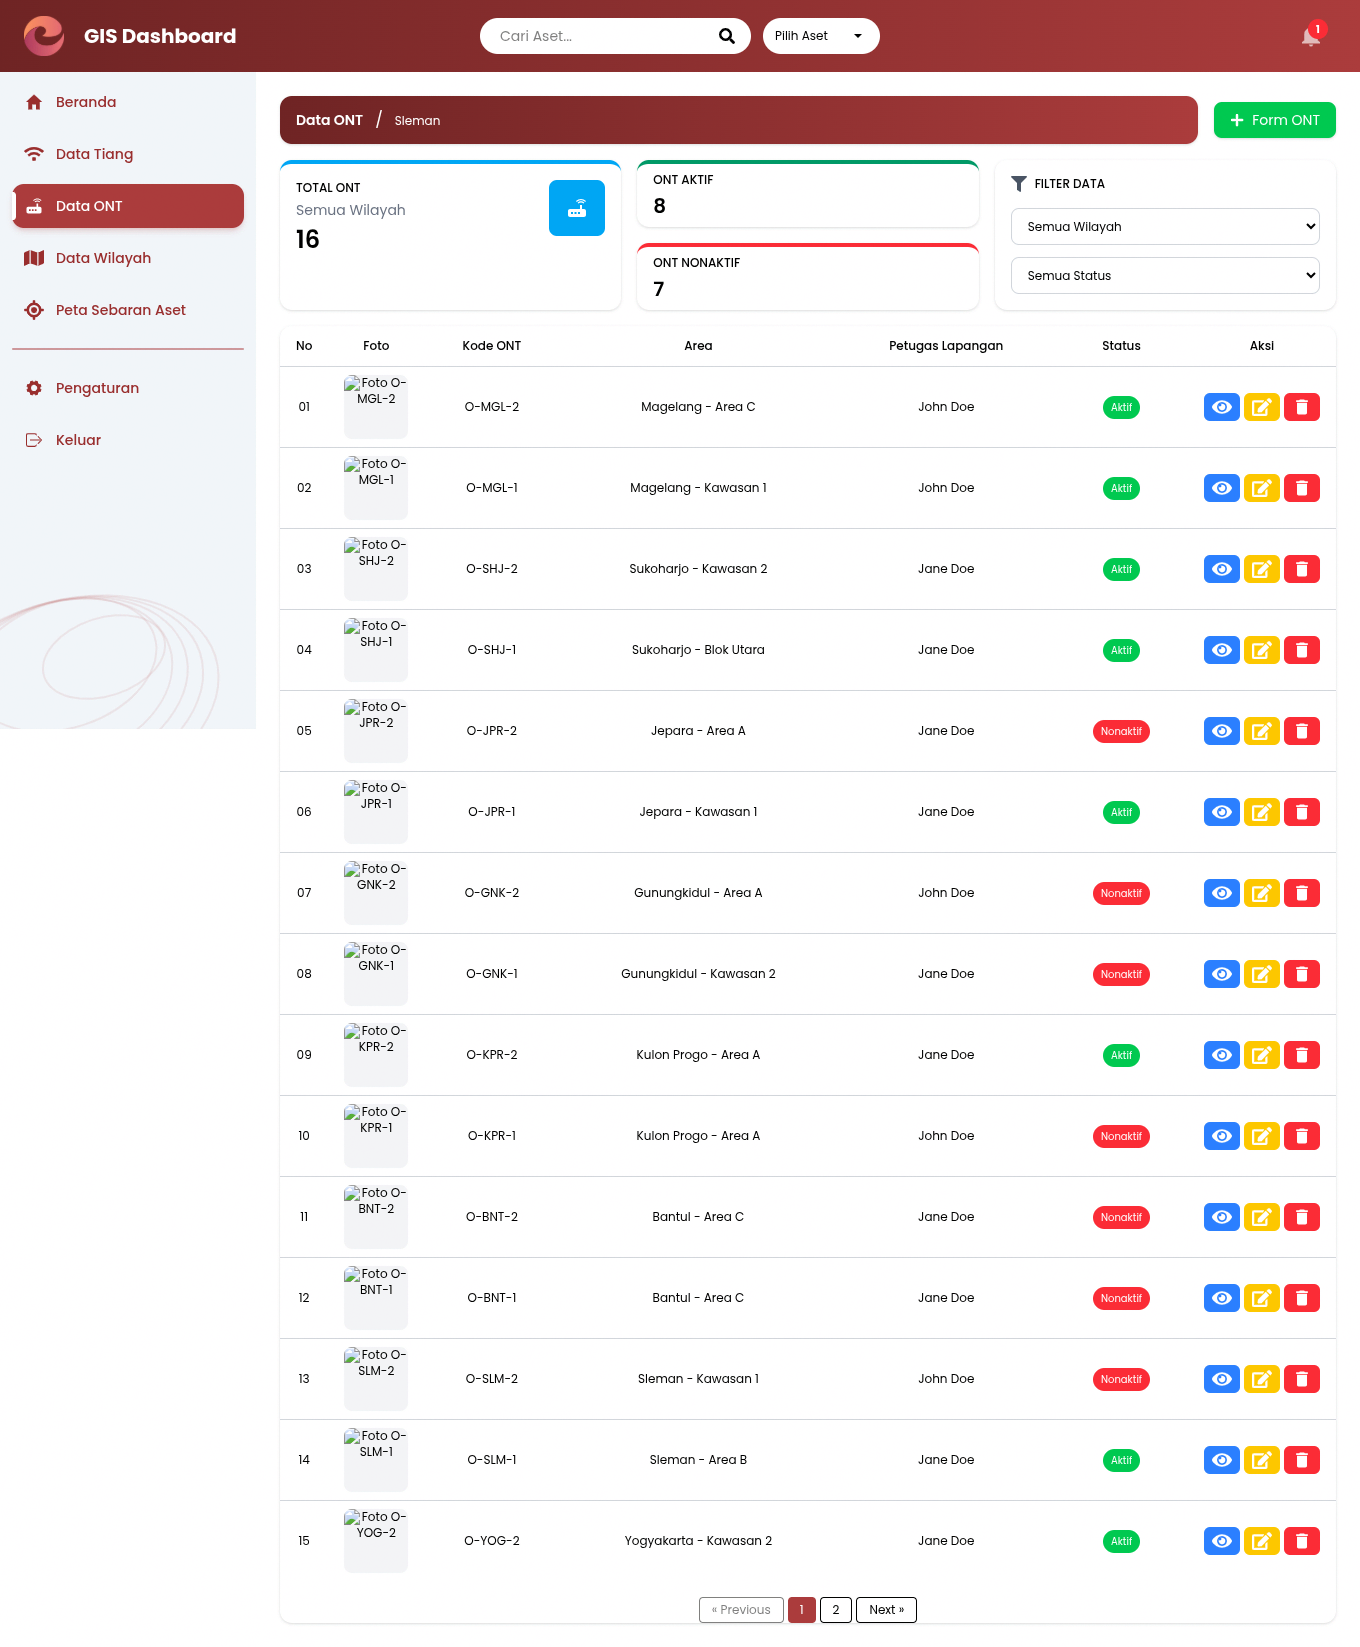 GIS Dashboard
Cari Aset...
Pilih Aset
1
Beranda
Data Tiang
Data ONT
Data Wilayah
Peta Sebaran Aset
Pengaturan
Keluar
Data ONT / Sleman
Form ONT
TOTAL ONT
Semua Wilayah
16
ONT AKTIF
8
ONT NONAKTIF
7
FILTER DATA
Semua Wilayah
Semua Status
No Foto Kode ONT Area Petugas Lapangan Status Aksi
01 Foto O-MGL-2 O-MGL-2 Magelang - Area C John Doe Aktif
02 Foto O-MGL-1 O-MGL-1 Magelang - Kawasan 1 John Doe Aktif
03 Foto O-SHJ-2 O-SHJ-2 Sukoharjo - Kawasan 2 Jane Doe Aktif
04 Foto O-SHJ-1 O-SHJ-1 Sukoharjo - Blok Utara Jane Doe Aktif
05 Foto O-JPR-2 O-JPR-2 Jepara - Area A Jane Doe Nonaktif
06 Foto O-JPR-1 O-JPR-1 Jepara - Kawasan 1 Jane Doe Aktif
07 Foto O-GNK-2 O-GNK-2 Gunungkidul - Area A John Doe Nonaktif
08 Foto O-GNK-1 O-GNK-1 Gunungkidul - Kawasan 2 Jane Doe Nonaktif
09 Foto O-KPR-2 O-KPR-2 Kulon Progo - Area A Jane Doe Aktif
10 Foto O-KPR-1 O-KPR-1 Kulon Progo - Area A John Doe Nonaktif
11 Foto O-BNT-2 O-BNT-2 Bantul - Area C Jane Doe Nonaktif
12 Foto O-BNT-1 O-BNT-1 Bantul - Area C Jane Doe Nonaktif
13 Foto O-SLM-2 O-SLM-2 Sleman - Kawasan 1 John Doe Nonaktif
14 Foto O-SLM-1 O-SLM-1 Sleman - Area B Jane Doe Aktif
15 Foto O-YOG-2 O-YOG-2 Yogyakarta - Kawasan 2 Jane Doe Aktif
« Previous 1 2 Next »